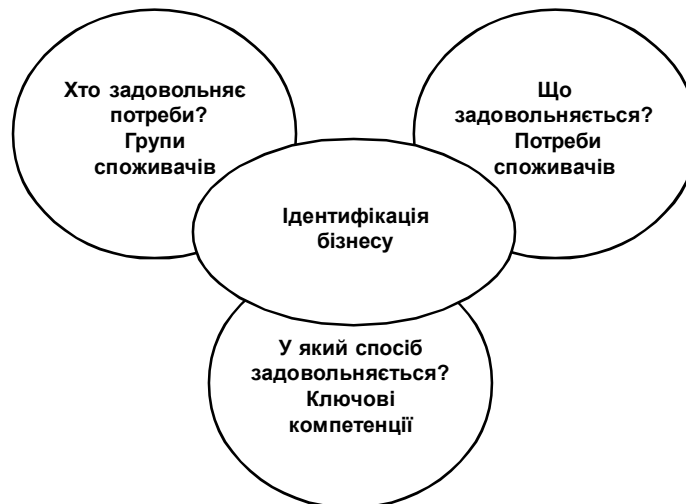 Хто задовольняє
потреби?
Групи
споживачів
Що
задовольняється?
Потреби
споживачів
Ідентифікація
бізнесу
У який спосіб
задовольняється?
Ключові
компетенції